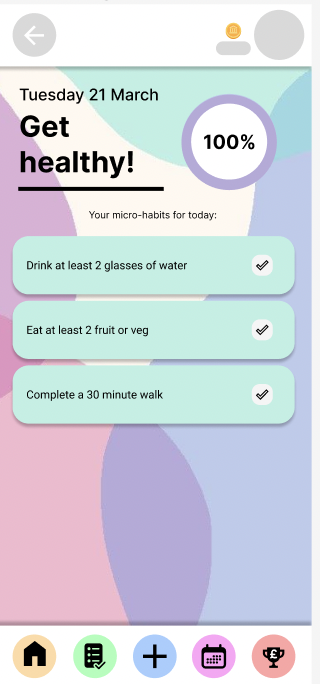 Tuesday 21 March
Get
healthy!
100%
Your micro-habits for today:
Drink at least 2 glasses of water
Eat at least 2 fruit or veg
Complete a 30 minute walk
£